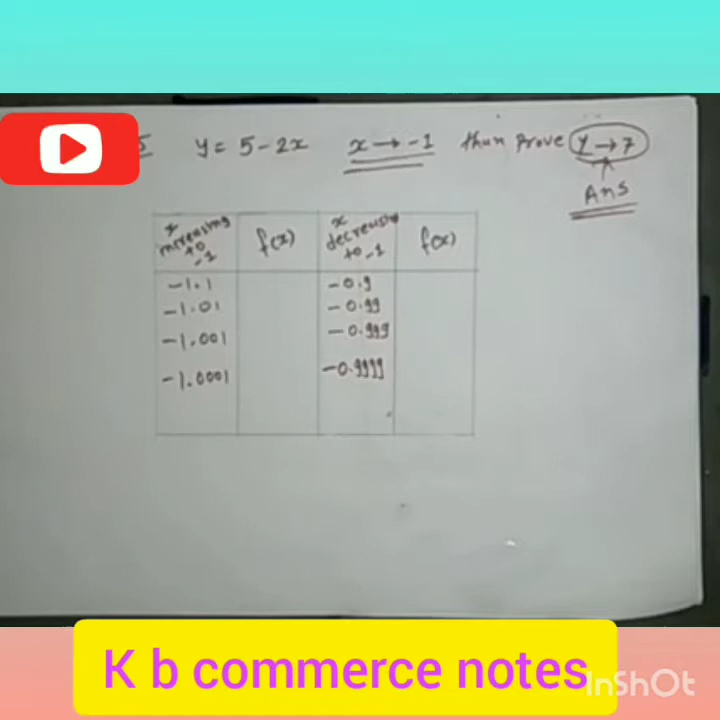 5 y = 5 - 2x x → -1 then prove y → 7
Ans
x increasing to -1 f(x) x decreasing to -1 f(x)
-1.1 -0.9
-1.01 -0.99
-1.001 -0.999
-1.0001 -0.9999
K b commerce notes
InShOt